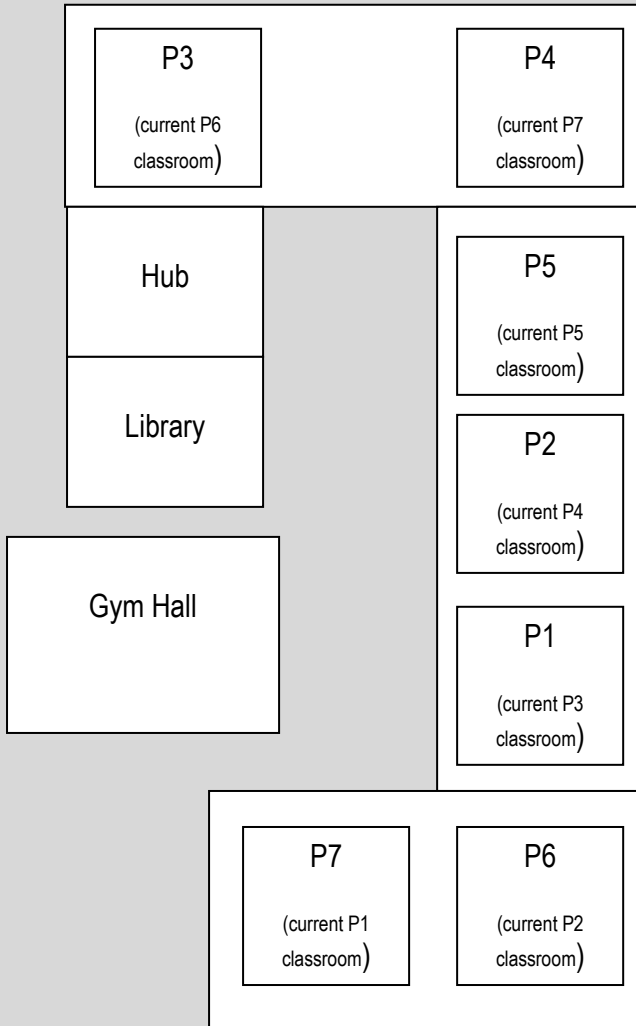 P3
(current P6
classroom)
P4
(current P7
classroom)
Hub
P5
(current P5
classroom)
Library
P2
(current P4
classroom)
Gym Hall
P1
(current P3
classroom)
P7
(current P1
classroom)
P6
(current P2
classroom)